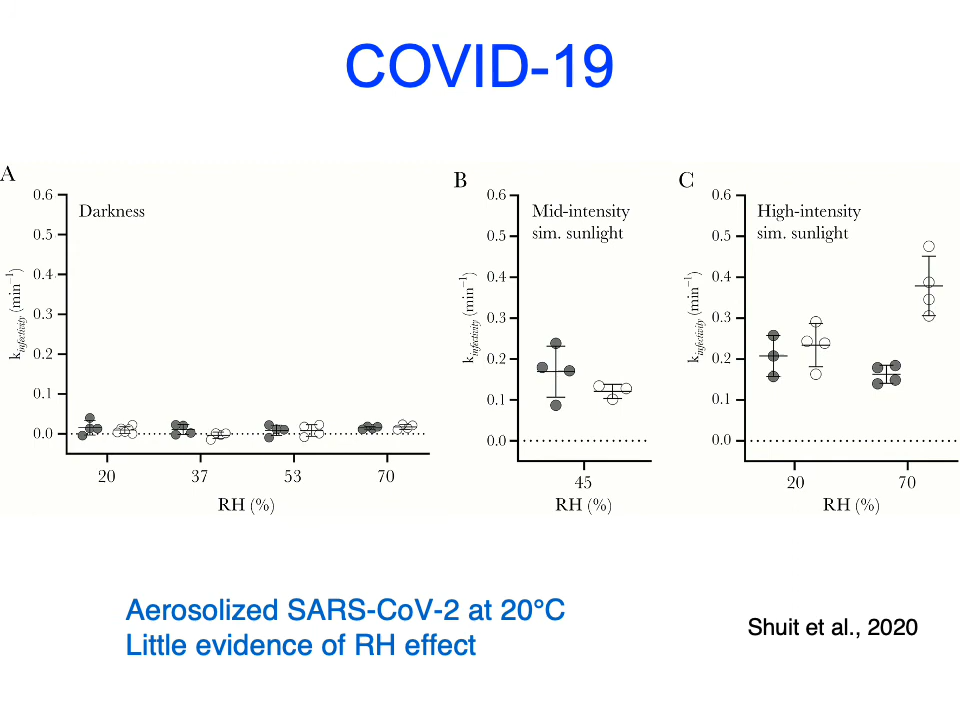 COVID-19
A
0.6
0.5
0.4
0.3
0.2
0.1
0.0
k infectivity (min⁻¹)
Darkness
20 37 53 70
RH (%)
B
0.6
0.5
0.4
0.3
0.2
0.1
0.0
k infectivity (min⁻¹)
Mid-intensity
sim. sunlight
45
RH (%)
C
0.6
0.5
0.4
0.3
0.2
0.1
0.0
k infectivity (min⁻¹)
High-intensity
sim. sunlight
20 70
RH (%)
Aerosolized SARS-CoV-2 at 20°C
Little evidence of RH effect
Shuit et al., 2020